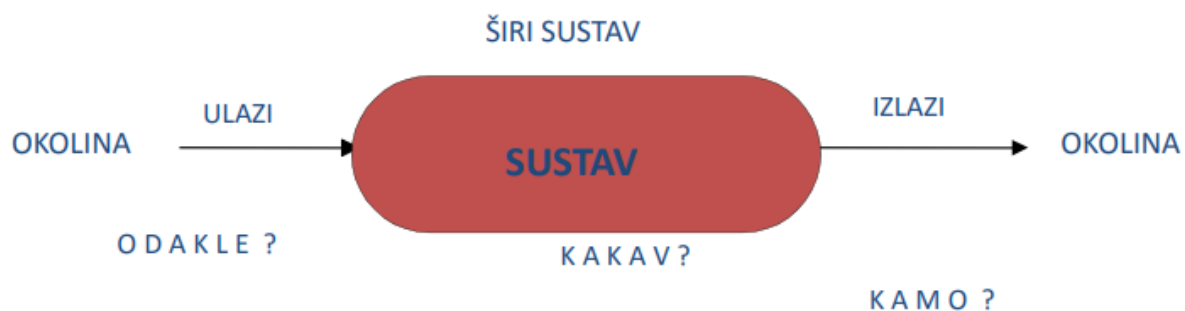 ŠIRI SUSTAV
ULAZI
IZLAZI
OKOLINA
SUSTAV
OKOLINA
O D A K L E ?
K A K A V ?
K A M O ?